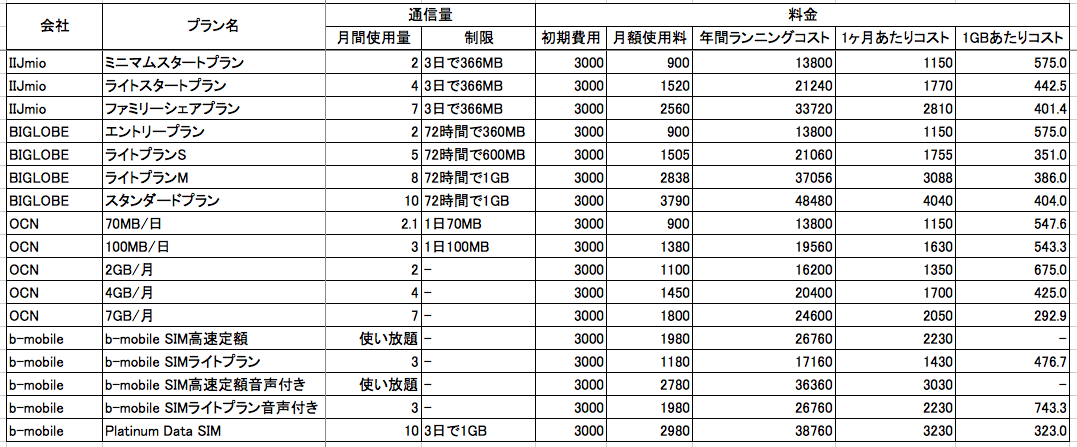 会社 プラン名 通信量 料金
月間使用量 制限 初期費用 月額使用料 年間ランニングコスト 1ヶ月あたりコスト 1GBあたりコスト
IIJmio ミニマムスタートプラン 2 3日で366MB 3000 900 13800 1150 575.0
IIJmio ライトスタートプラン 4 3日で366MB 3000 1520 21240 1770 442.5
IIJmio ファミリーシェアプラン 7 3日で366MB 3000 2560 33720 2810 401.4
BIGLOBE エントリープラン 2 72時間で360MB 3000 900 13800 1150 575.0
BIGLOBE ライトプランS 5 72時間で600MB 3000 1505 21060 1755 351.0
BIGLOBE ライトプランM 8 72時間で1GB 3000 2838 37056 3088 386.0
BIGLOBE スタンダードプラン 10 72時間で1GB 3000 3790 48480 4040 404.0
OCN 70MB/日 2.1 1日70MB 3000 900 13800 1150 547.6
OCN 100MB/日 3 1日100MB 3000 1380 19560 1630 543.3
OCN 2GB/月 2 - 3000 1100 16200 1350 675.0
OCN 4GB/月 4 - 3000 1450 20400 1700 425.0
OCN 7GB/月 7 - 3000 1800 24600 2050 292.9
b-mobile b-mobile SIM高速定額 使い放題 - 3000 1980 26760 2230 -
b-mobile b-mobile SIMライトプラン 3 - 3000 1180 17160 1430 476.7
b-mobile b-mobile SIM高速定額音声付き 使い放題 - 3000 2780 36360 3030 -
b-mobile b-mobile SIMライトプラン音声付き 3 - 3000 1980 26760 2230 743.3
b-mobile Platinum Data SIM 10 3日で1GB 3000 2980 38760 3230 323.0